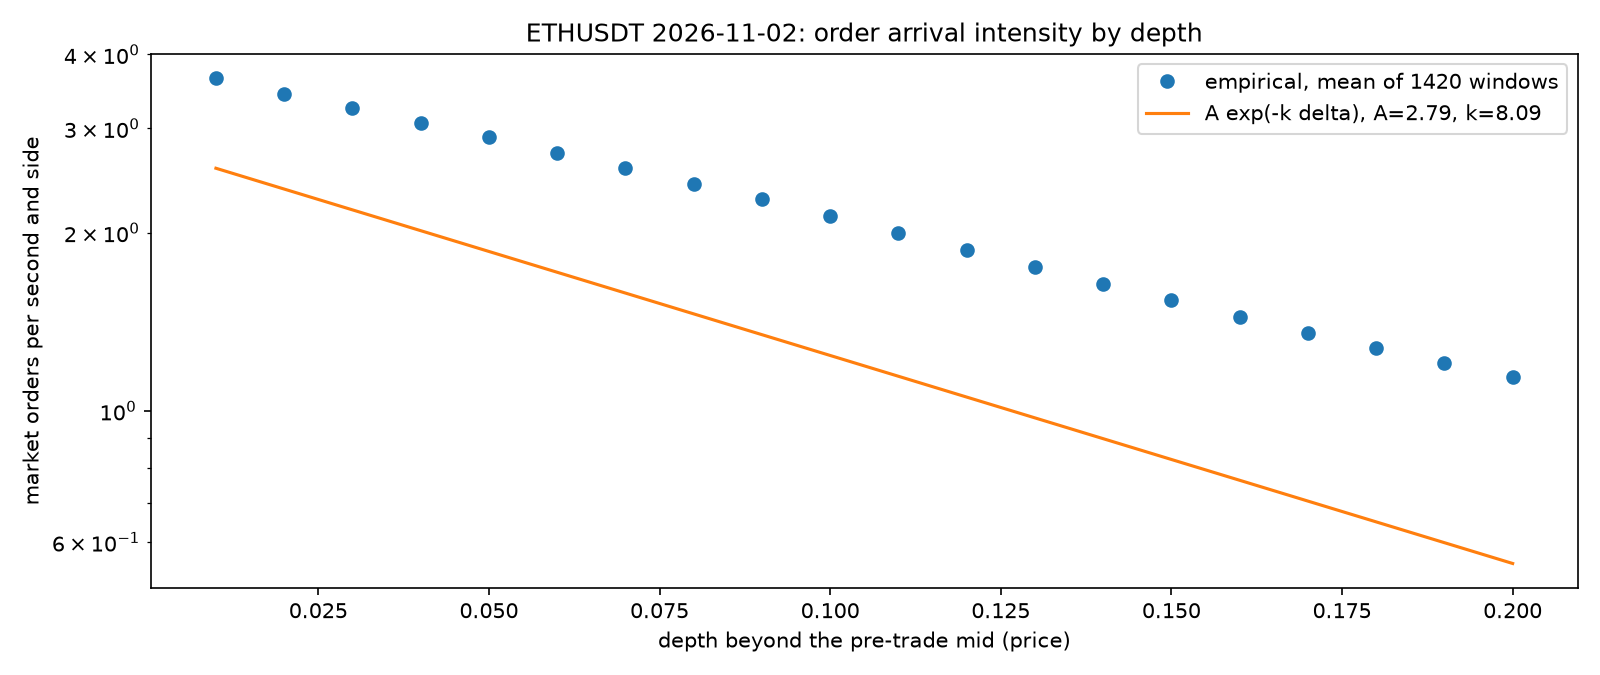 ETHUSDT 2026-11-02: order arrival intensity by depth
empirical, mean of 1420 windows
A exp(-k delta), A=2.79, k=8.09
market orders per second and side
4 × 10⁰
3 × 10⁰
2 × 10⁰
10⁰
6 × 10⁻¹
0.025 0.050 0.075 0.100 0.125 0.150 0.175 0.200
depth beyond the pre-trade mid (price)